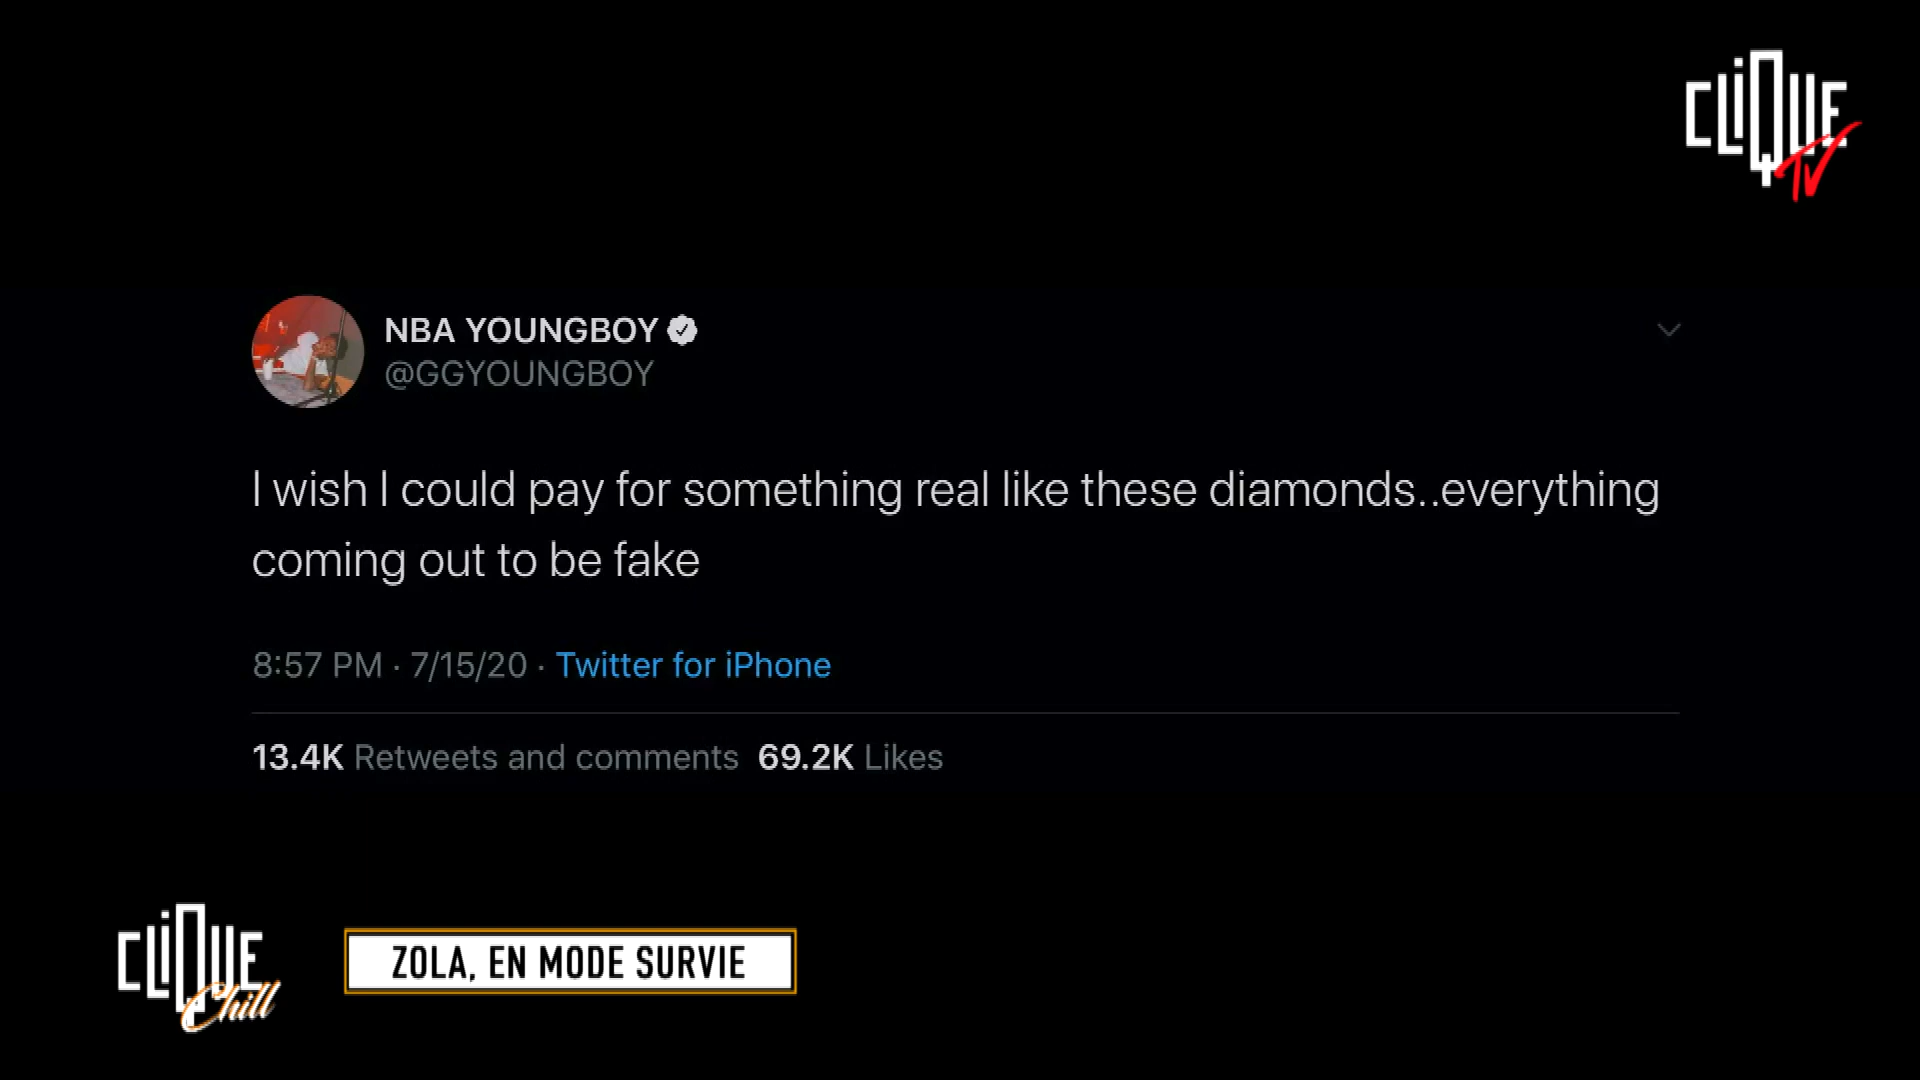 CLIQUE
TV
NBA YOUNGBOY
@GGYOUNGBOY
I wish I could pay for something real like these diamonds..everything
coming out to be fake
8:57 PM · 7/15/20 · Twitter for iPhone
13.4K Retweets and comments 69.2K Likes
CLIQUE
Chill
ZOLA, EN MODE SURVIE